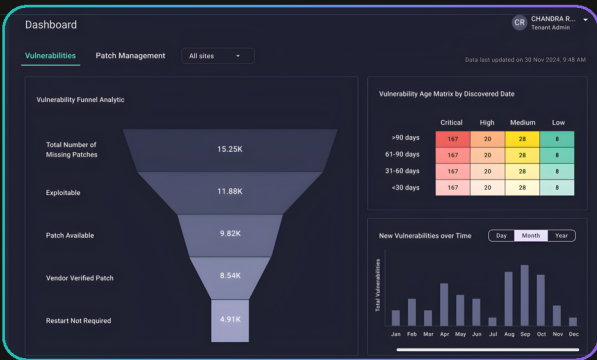 Dashboard
CR
CHANDRA R...
Tenant Admin
Vulnerabilities
Patch Management
All sites
Data last updated on 30 Nov 2024, 9:48 AM
Vulnerability Funnel Analytic
Total Number of
Missing Patches
15.25K
Exploitable
11.88K
Patch Available
9.82K
Vendor Verified Patch
8.54K
Restart Not Required
4.91K
Vulnerability Age Matrix by Discovered Date
Critical High Medium Low
>90 days 167 20 28 8
61-90 days 167 20 28 8
31-60 days 167 20 28 8
<30 days 167 20 28 8
New Vulnerabilities over Time
Day Month Year
Total Vulnerabilities
Jan Feb Mar Apr May Jun Jul Aug Sep Oct Nov Dec